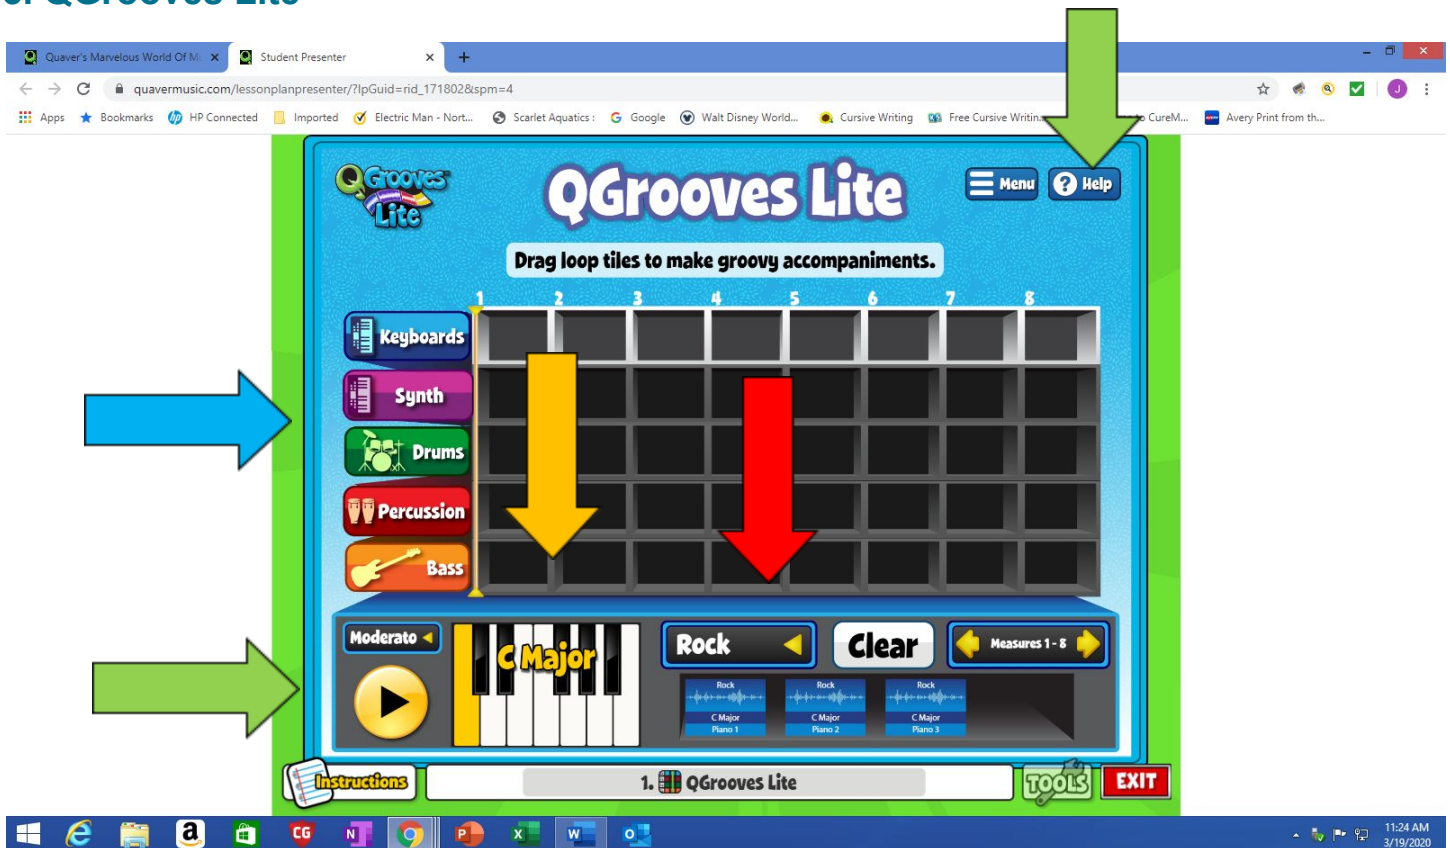 QGrooves Lite
Quaver's Marvelous World Of M
Student Presenter
quavermusic.com/lessonplanpresenter/?lpGuid=rid_171802&spm=4
J
Apps Bookmarks HP Connected Imported Electric Man - Nort... Scarlet Aquatics : Google Walt Disney World... Cursive Writing Free Cursive Writin... to CureM... Avery Print from th...
QGrooves
Lite
QGrooves Lite
Menu
? Help
Drag loop tiles to make groovy accompaniments.
1 2 3 4 5 6 7 8
Keyboards
Synth
Drums
Percussion
Bass
Moderato
C Major
Rock
Clear
Measures 1 - 8
Rock Rock Rock
C Major C Major C Major
Piano 1 Piano 2 Piano 3
Instructions
1. QGrooves Lite
TOOLS
EXIT
11:24 AM
3/19/2020